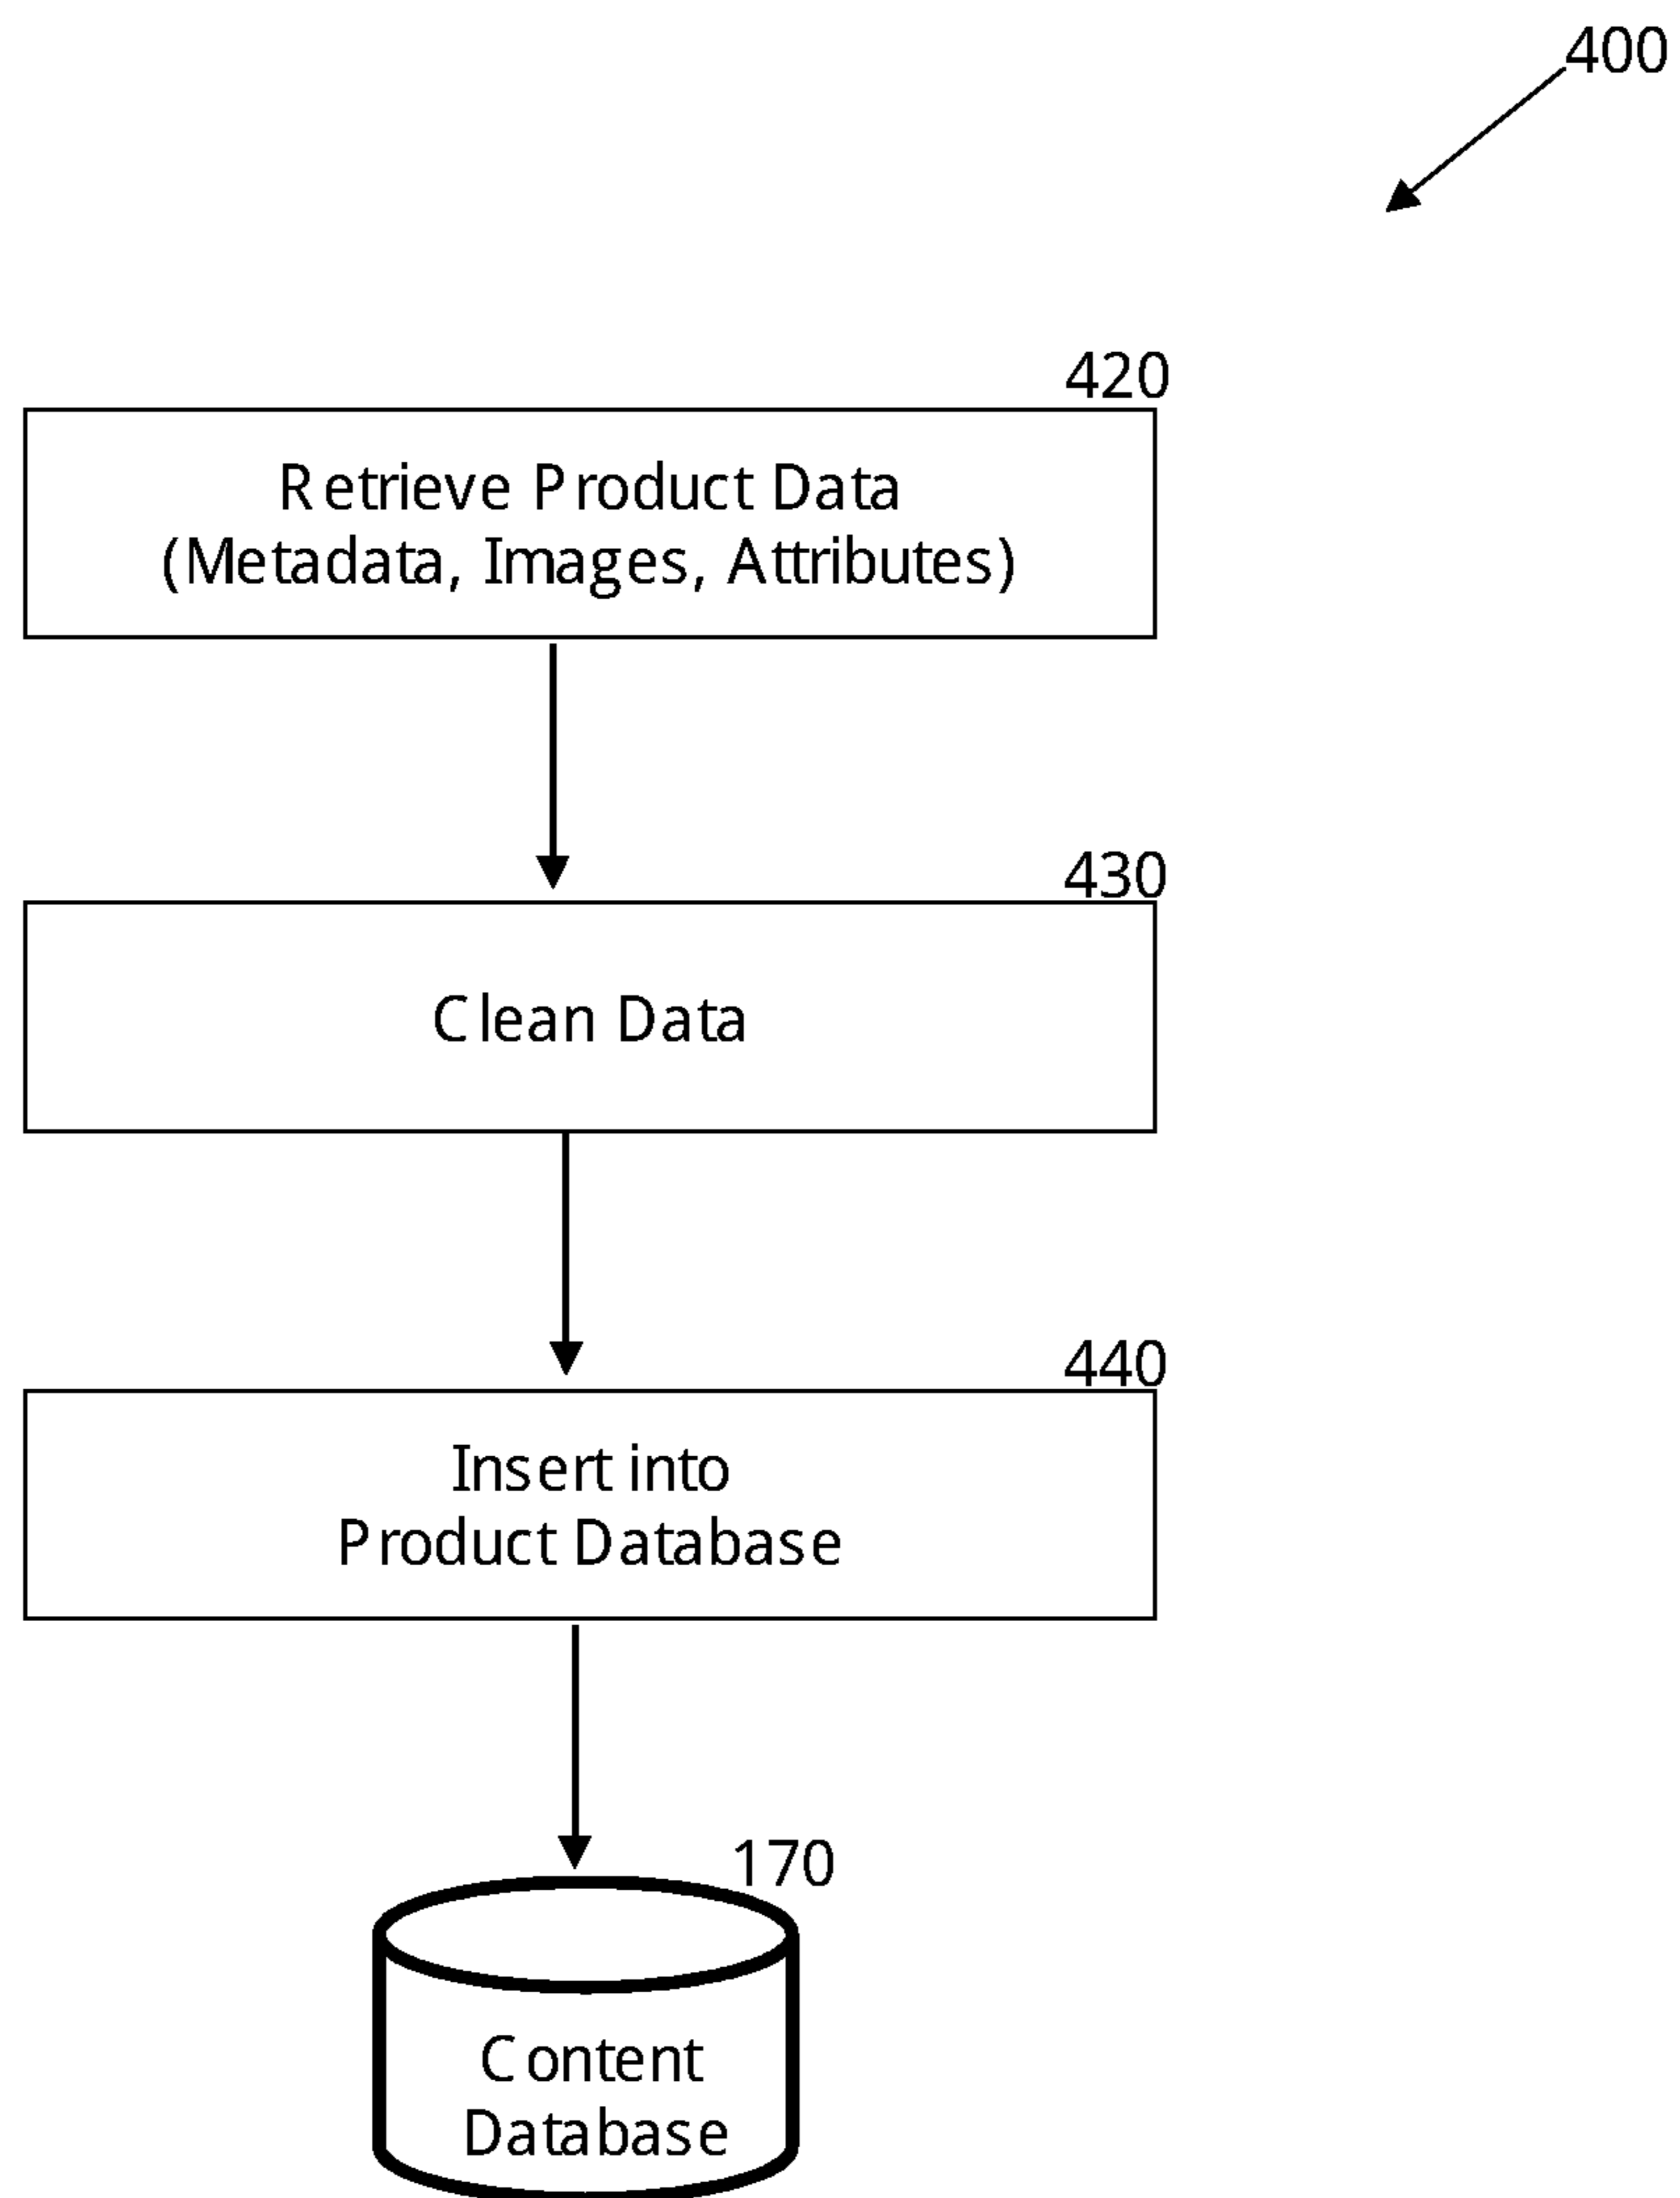 400
420
Retrieve Product Data
(Metadata, Images, Attributes)
430
Clean Data
440
Insert into
Product Database
170
Content
Database